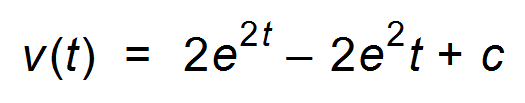 v(t) = 2e^{2t} – 2e^{2}t + c